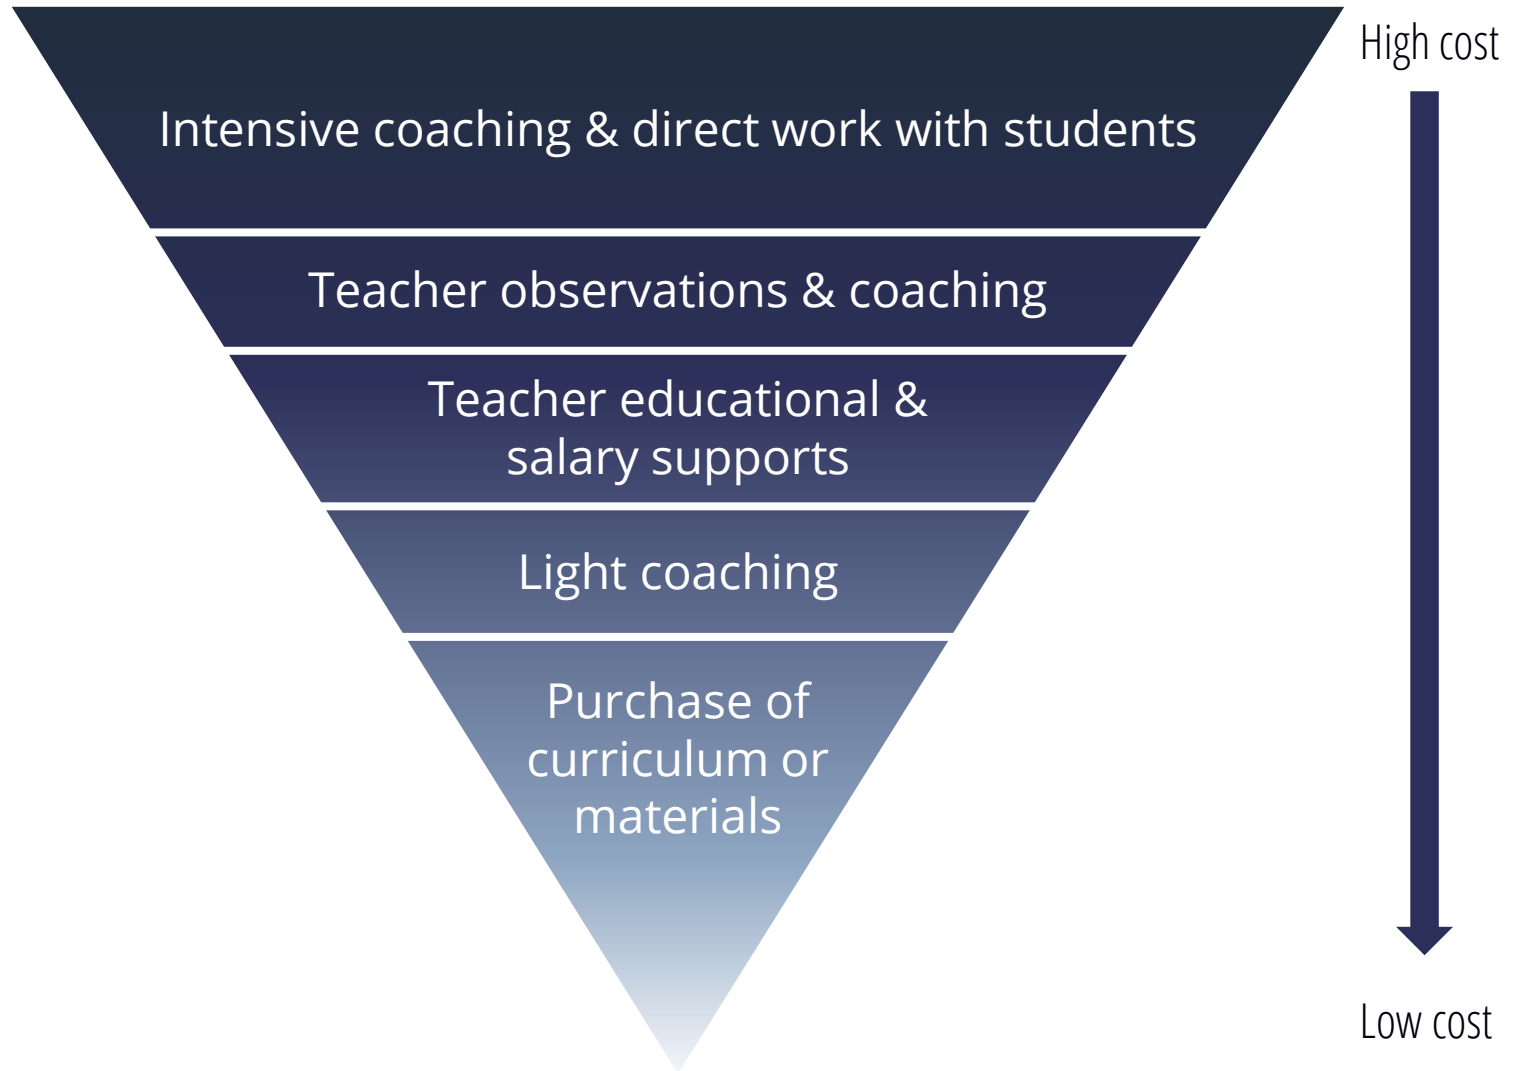 High cost
Intensive coaching & direct work with students
Teacher observations & coaching
Teacher educational &
salary supports
Light coaching
Purchase of
curriculum or
materials
Low cost